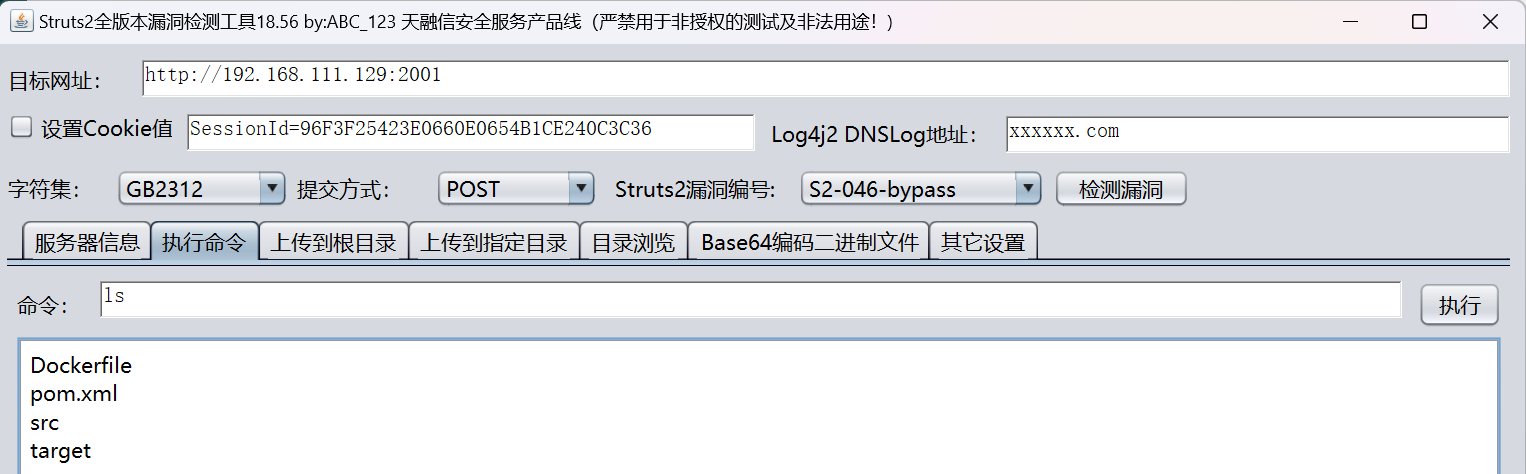 Struts2全版本漏洞检测工具18.56 by:ABC_123 天融信安全服务产品线（严禁用于非授权的测试及非法用途！）
目标网址： http://192.168.111.129:2001
设置Cookie值 SessionId=96F3F25423E0660E0654B1CE240C3C36 Log4j2 DNSLog地址： xxxxxx.com
字符集： GB2312 提交方式： POST Struts2漏洞编号: S2-046-bypass 检测漏洞
服务器信息 执行命令 上传到根目录 上传到指定目录 目录浏览 Base64编码二进制文件 其它设置
命令： ls 执行
Dockerfile
pom.xml
src
target